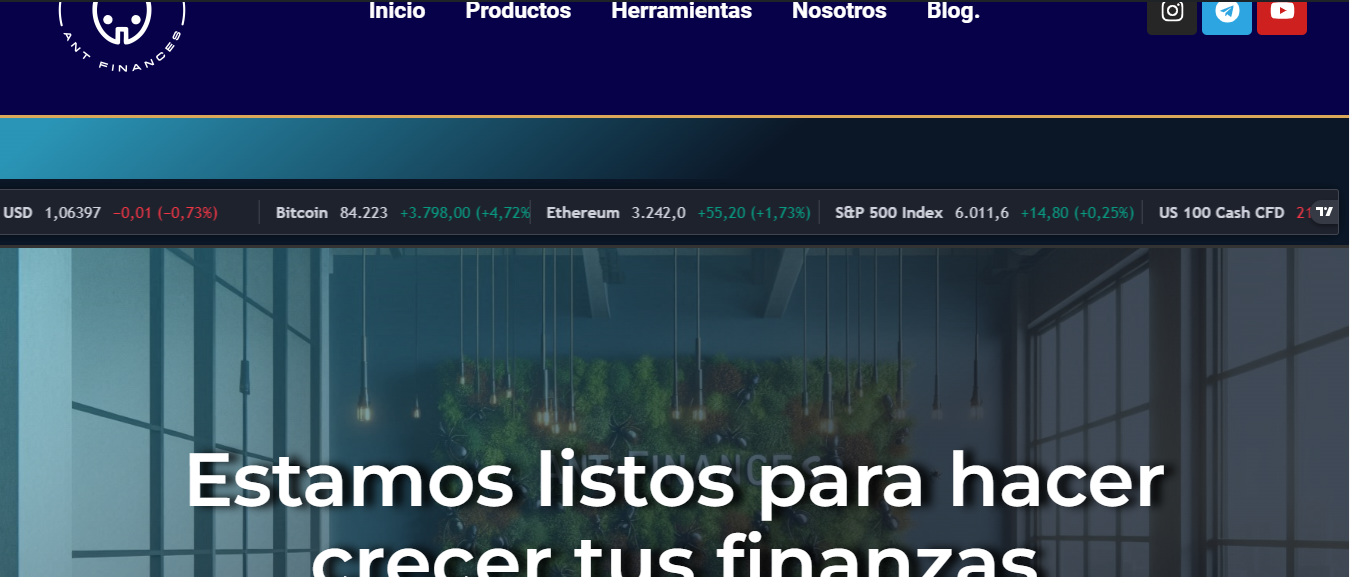 Inicio Productos Herramientas Nosotros Blog.
ANT FINANCES
USD 1,06397 −0,01 (−0,73%) Bitcoin 84.223 +3.798,00 (+4,72% Ethereum 3.242,0 +55,20 (+1,73%) S&P 500 Index 6.011,6 +14,80 (+0,25%) US 100 Cash CFD 21
ANT FINANCES
Estamos listos para hacer
crecer tus finanzas